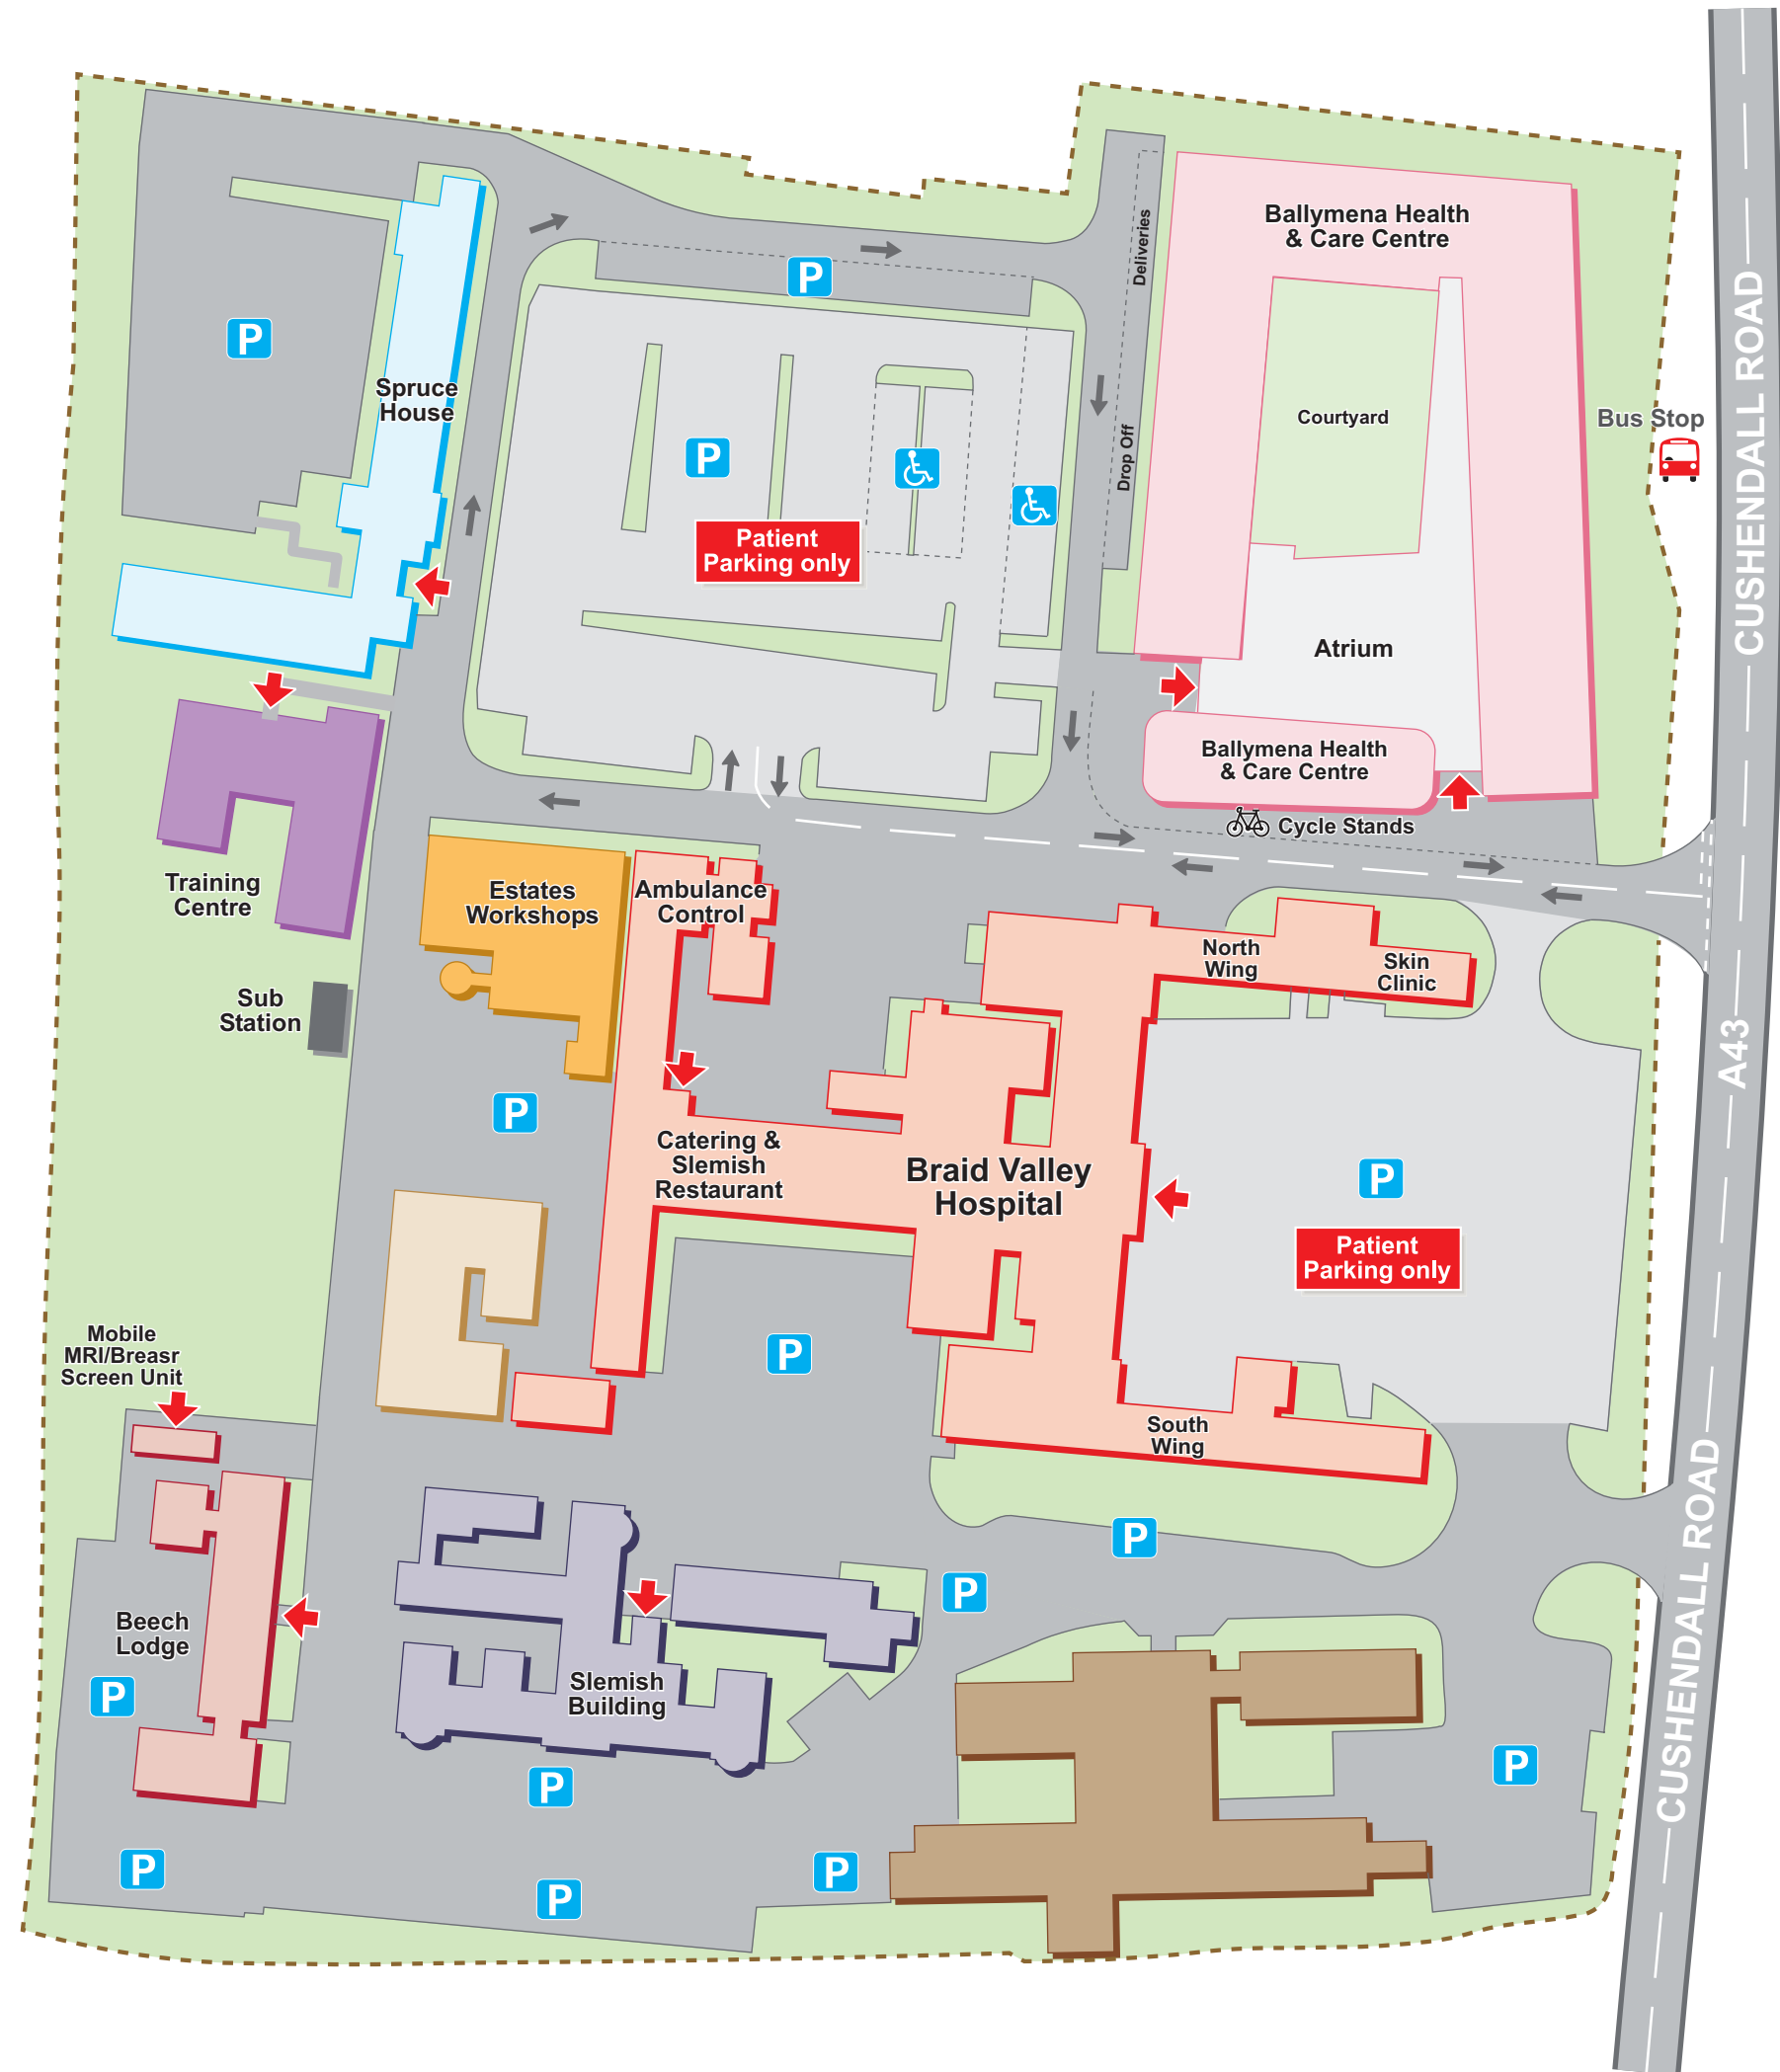 Ballymena Health
& Care Centre
Deliveries
P
P
Spruce
House
Courtyard
Bus Stop
CUSHENDALL ROAD
P
Drop Off
Patient
Parking only
Atrium
Ballymena Health
& Care Centre
Cycle Stands
Training
Centre
Estates
Workshops
Ambulance
Control
North
Wing
Skin
Clinic
Sub
Station
A43
P
Catering &
Slemish
Restaurant
Braid Valley
Hospital
P
Patient
Parking only
Mobile
MRI/Breasr
Screen Unit
P
South
Wing
CUSHENDALL ROAD
P
P
Beech
Lodge
Slemish
Building
P
P
P
P
P
P